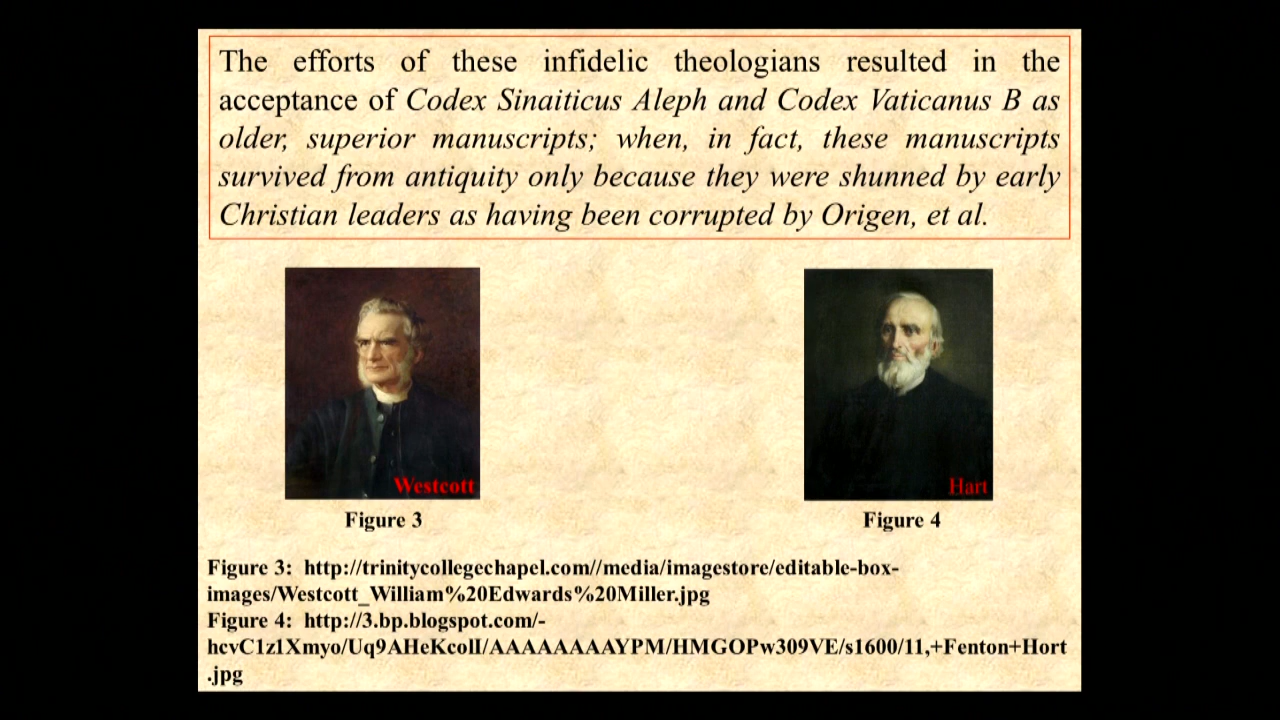 The efforts of these infidelic theologians resulted in the
acceptance of Codex Sinaiticus Aleph and Codex Vaticanus B as
older, superior manuscripts; when, in fact, these manuscripts
survived from antiquity only because they were shunned by early
Christian leaders as having been corrupted by Origen, et al.
Westcott
Hart
Figure 3
Figure 4
Figure 3: http://trinitycollegechapel.com//media/imagestore/editable-box-
images/Westcott_William%20Edwards%20Miller.jpg
Figure 4: http://3.bp.blogspot.com/-
hcvC1z1Xmyo/Uq9AHeKcolI/AAAAAAAAYPM/HMGOPw309VE/s1600/11,+Fenton+Hort
.jpg